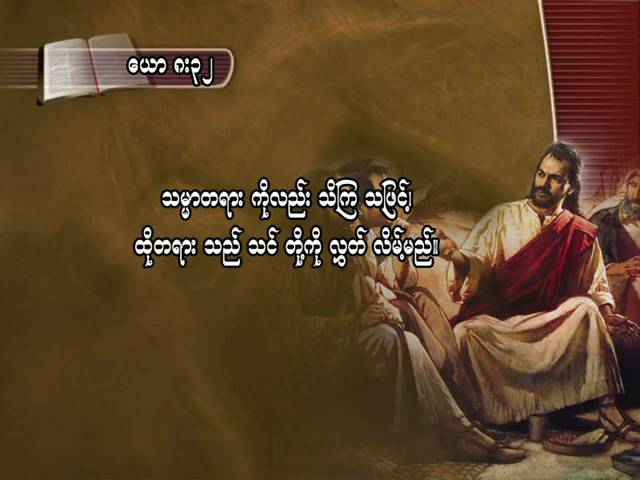 ယော ၈း၃၂
သမ္မာတရား ကိုလည်း သိကြ သဖြင့်၊
ထိုတရား သည် သင် တို့ကို လွှတ် လိမ့်မည်။